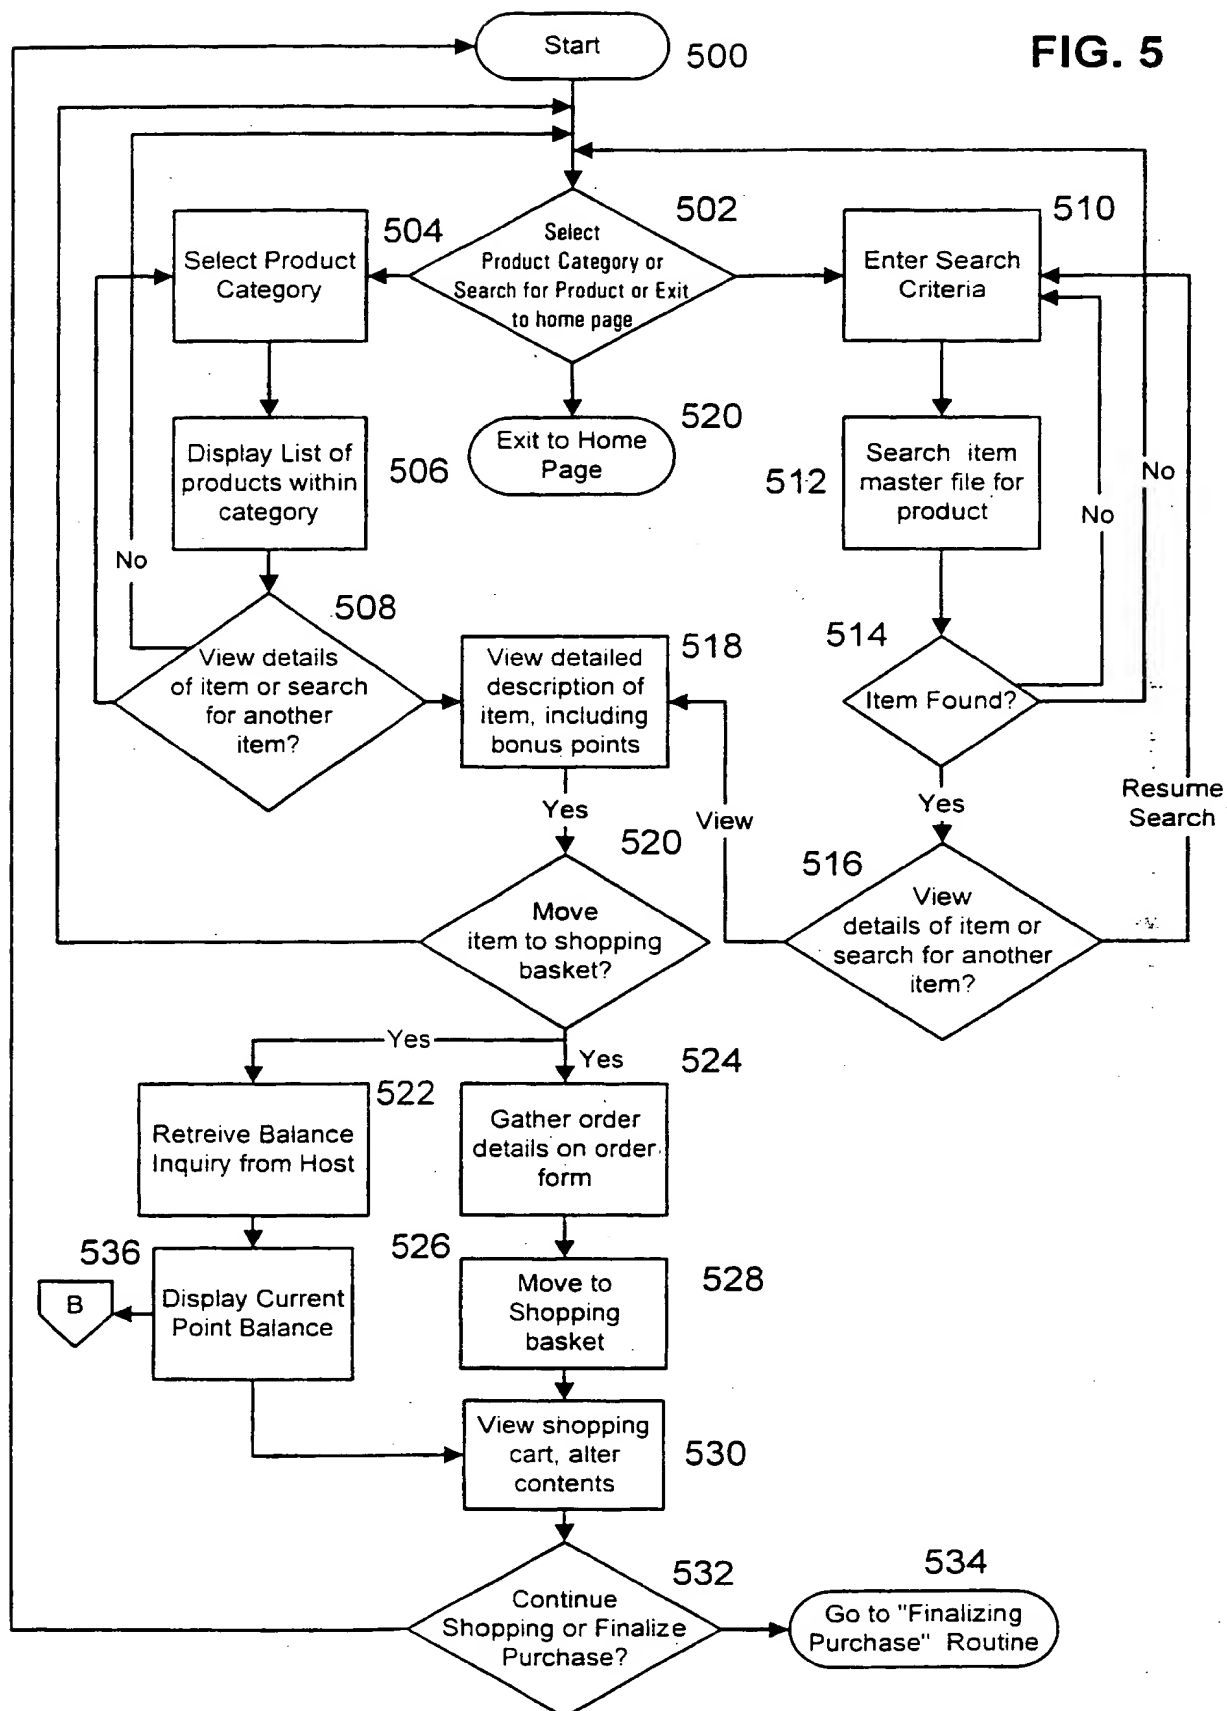 FIG. 5
Start
500
502
Select
Product Category or
Search for Product or Exit
to home page
504
Select Product
Category
510
Enter Search
Criteria
520
Exit to Home
Page
506
Display List of
products within
category
512
Search item
master file for
product
No
No
No
508
View details
of item or search
for another
item?
518
View detailed
description of
item, including
bonus points
514
Item Found?
Yes
View
Yes
Resume
Search
520
Move
item to shopping
basket?
516
View
details of item or
search for another
item?
Yes
Yes
522
Retreive Balance
Inquiry from Host
524
Gather order
details on order
form
536
B
526
Display Current
Point Balance
528
Move to
Shopping
basket
530
View shopping
cart, alter
contents
532
Continue
Shopping or Finalize
Purchase?
534
Go to "Finalizing
Purchase" Routine